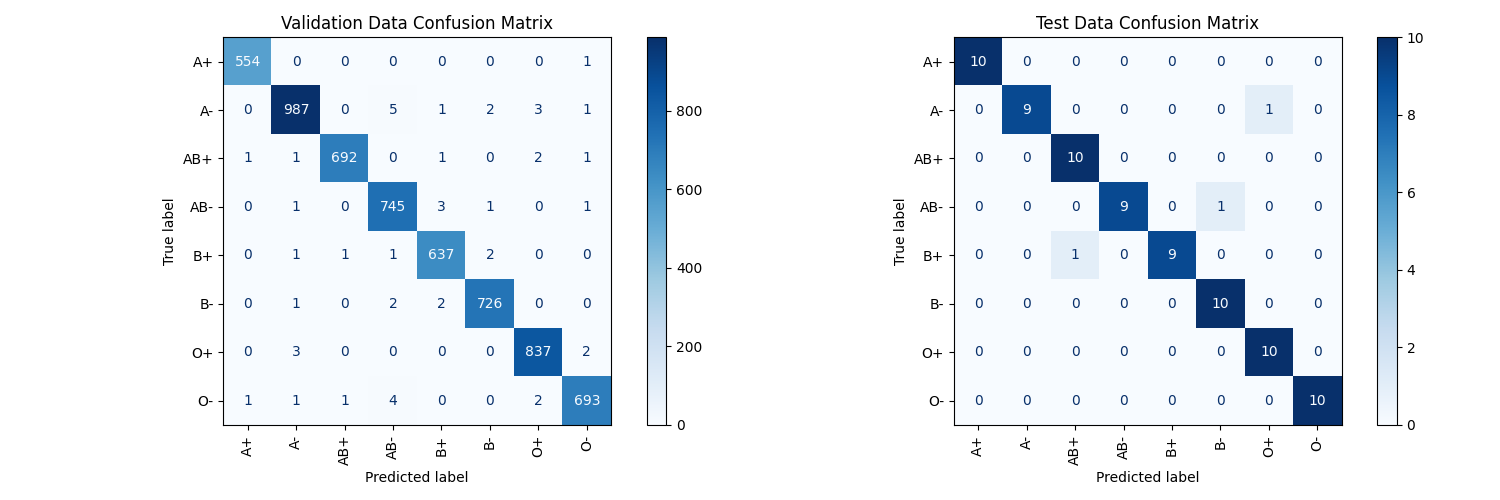 Validation Data Confusion Matrix
A+ 554 0 0 0 0 0 0 1
A- 0 987 0 5 1 2 3 1
AB+ 1 1 692 0 1 0 2 1
AB- 0 1 0 745 3 1 0 1
B+ 0 1 1 1 637 2 0 0
B- 0 1 0 2 2 726 0 0
O+ 0 3 0 0 0 0 837 2
O- 1 1 1 4 0 0 2 693
A+ A- AB+ AB- B+ B- O+ O-
True label
Predicted label
800
600
400
200
0
Test Data Confusion Matrix
A+ 10 0 0 0 0 0 0 0
A- 0 9 0 0 0 0 1 0
AB+ 0 0 10 0 0 0 0 0
AB- 0 0 0 9 0 1 0 0
B+ 0 0 1 0 9 0 0 0
B- 0 0 0 0 0 10 0 0
O+ 0 0 0 0 0 0 10 0
O- 0 0 0 0 0 0 0 10
A+ A- AB+ AB- B+ B- O+ O-
True label
Predicted label
10
8
6
4
2
0